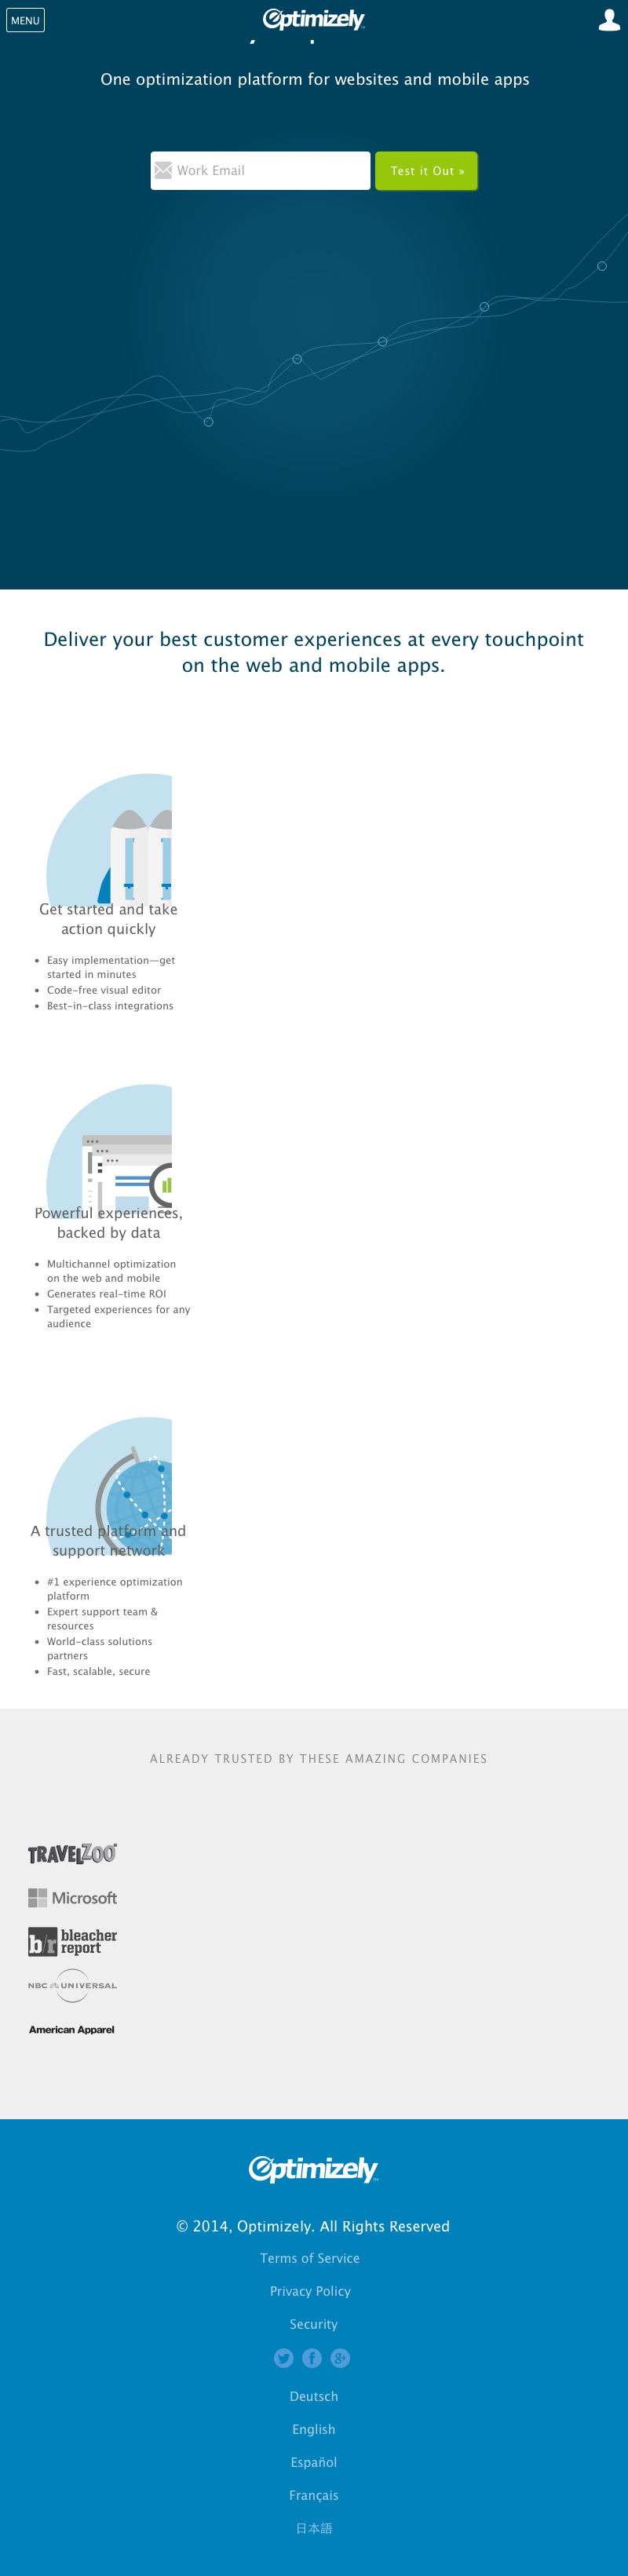 MENU
Optimizely
One optimization platform for websites and mobile apps
Work Email
Test it Out »
Deliver your best customer experiences at every touchpoint
on the web and mobile apps.
Get started and take
action quickly
• Easy implementation—get
started in minutes
• Code-free visual editor
• Best-in-class integrations
Powerful experiences,
backed by data
• Multichannel optimization
on the web and mobile
• Generates real-time ROI
• Targeted experiences for any
audience
A trusted platform and
support network
• #1 experience optimization
platform
• Expert support team &
resources
• World-class solutions
partners
• Fast, scalable, secure
ALREADY TRUSTED BY THESE AMAZING COMPANIES
TRAVELZOO
Microsoft
b/r bleacher
report
NBC UNIVERSAL
American Apparel
Optimizely
© 2014, Optimizely. All Rights Reserved
Terms of Service
Privacy Policy
Security
Deutsch
English
Español
Français
日本語